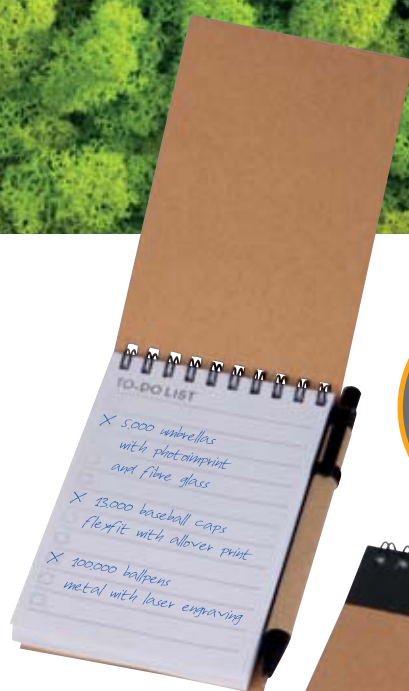 TO-DO LIST
× 5,000 umbrellas
with photoimprint
and fibre glass
× 13,000 baseball caps
flexfit with allover print
× 100,000 ballpens
metal with laser engraving